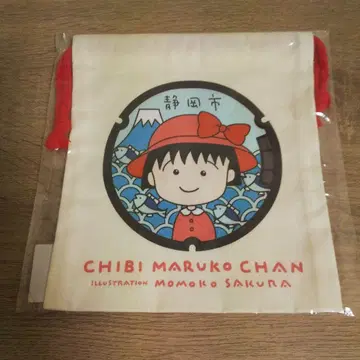 静岡市
CHIBI MARUKO CHAN
ILLUSTRATION MOMOKO SAKURA